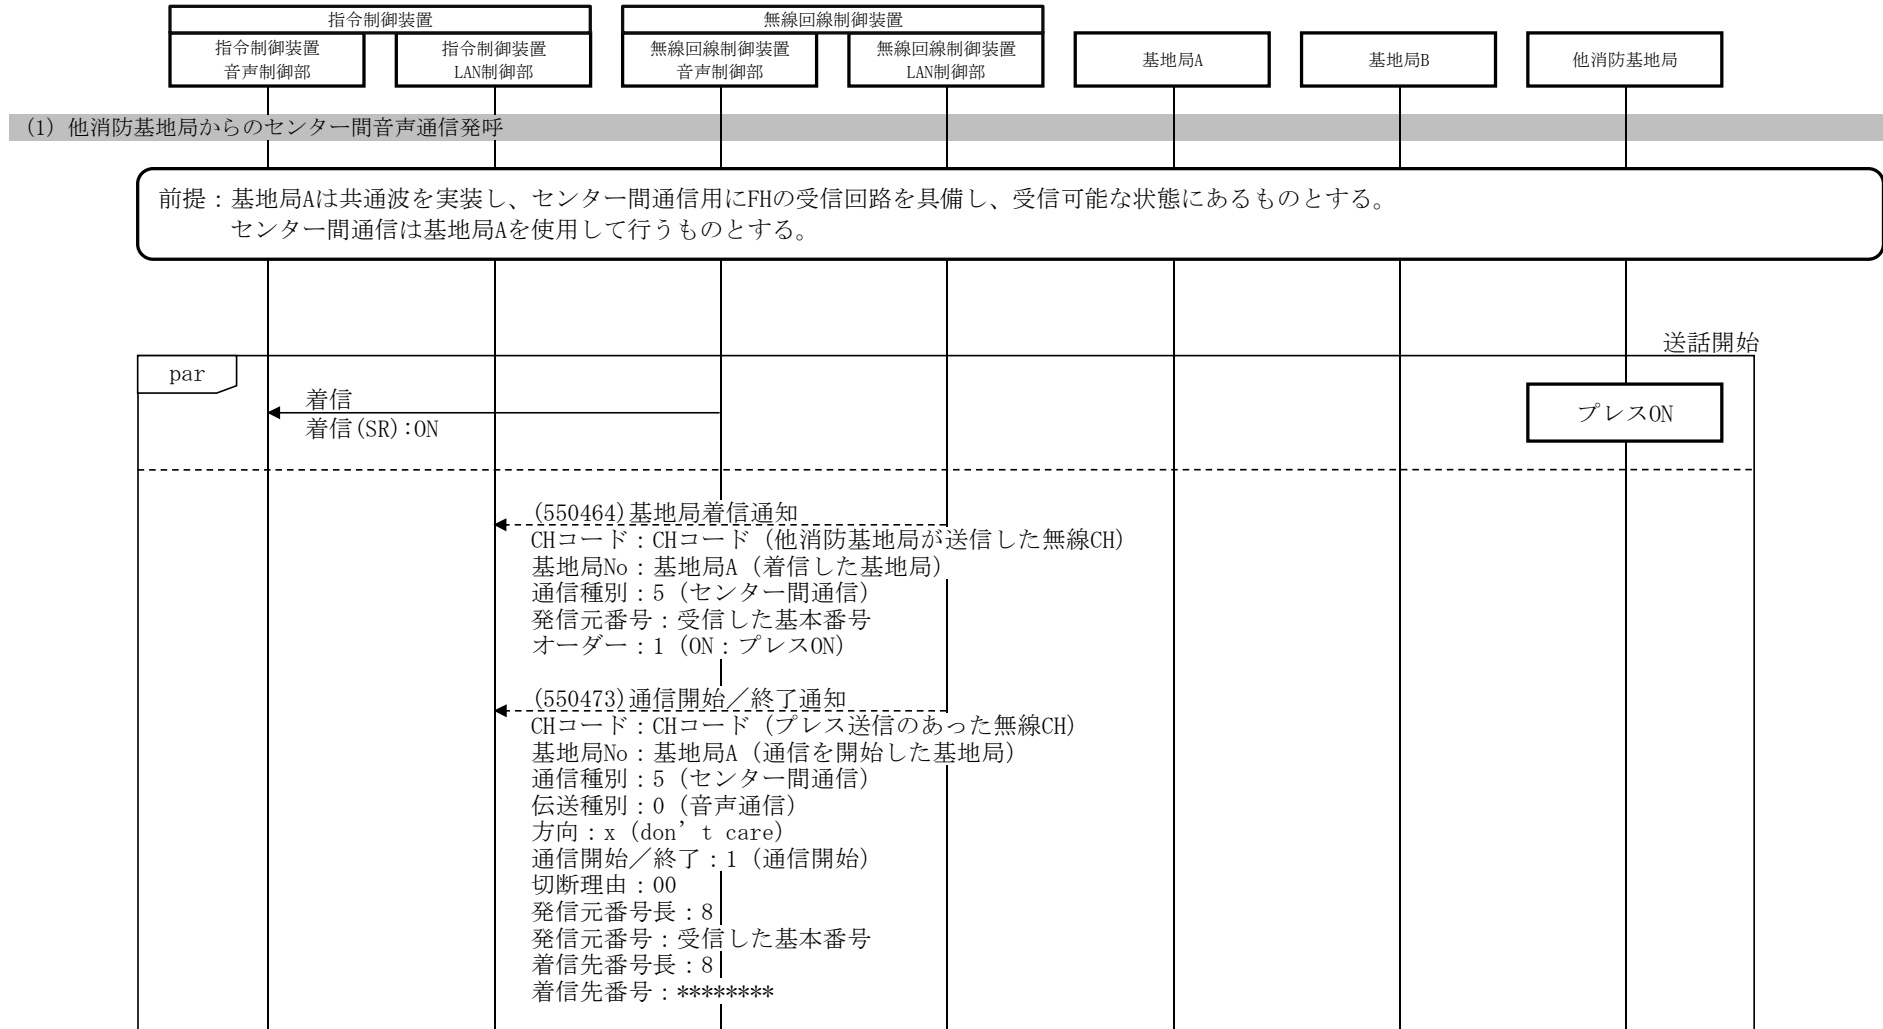 指令制御装置
無線回線制御装置
指令制御装置
音声制御部
指令制御装置
LAN制御部
無線回線制御装置
音声制御部
無線回線制御装置
LAN制御部
基地局A
基地局B
他消防基地局
(1) 他消防基地局からのセンター間音声通信発呼
前提：基地局Aは共通波を実装し、センター間通信用にFHの受信回路を具備し、受信可能な状態にあるものとする。
センター間通信は基地局Aを使用して行うものとする。
送話開始
par
着信
着信(SR):ON
プレスON
(550464)基地局着信通知
CHコード：CHコード（他消防基地局が送信した無線CH）
基地局No：基地局A（着信した基地局）
通信種別：5（センター間通信）
発信元番号：受信した基本番号
オーダー：1（ON：プレスON）
(550473)通信開始／終了通知
CHコード：CHコード（プレス送信のあった無線CH）
基地局No：基地局A（通信を開始した基地局）
通信種別：5（センター間通信）
伝送種別：0（音声通信）
方向：x（don’t care）
通信開始／終了：1（通信開始）
切断理由：00
発信元番号長：8
発信元番号：受信した基本番号
着信先番号長：8
着信先番号：********